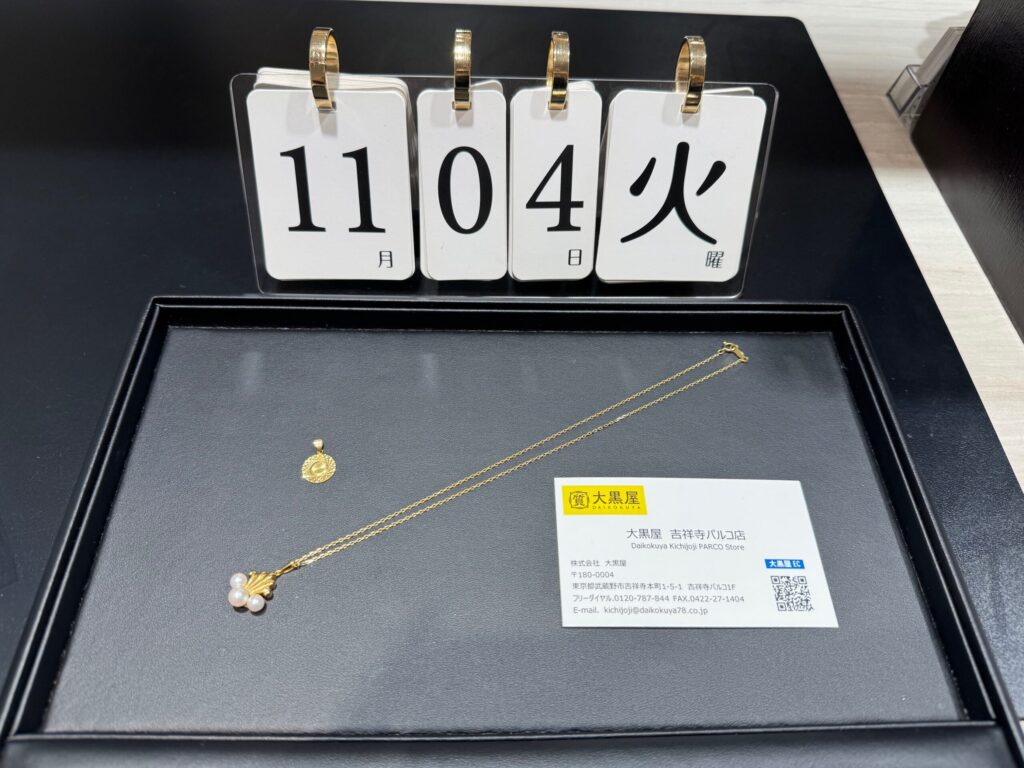 11月 04日 火曜
質 大黒屋
DAIKOKUYA
大黒屋 吉祥寺パルコ店
Daikokuya Kichijoji PARCO Store
株式会社 大黒屋
大黒屋 EC
〒180-0004
東京都武蔵野市吉祥寺本町1-5-1 吉祥寺パルコ1F
フリーダイヤル.0120-787-844 FAX.0422-27-1404
E-mail. kichijoji@daikokuya78.co.jp